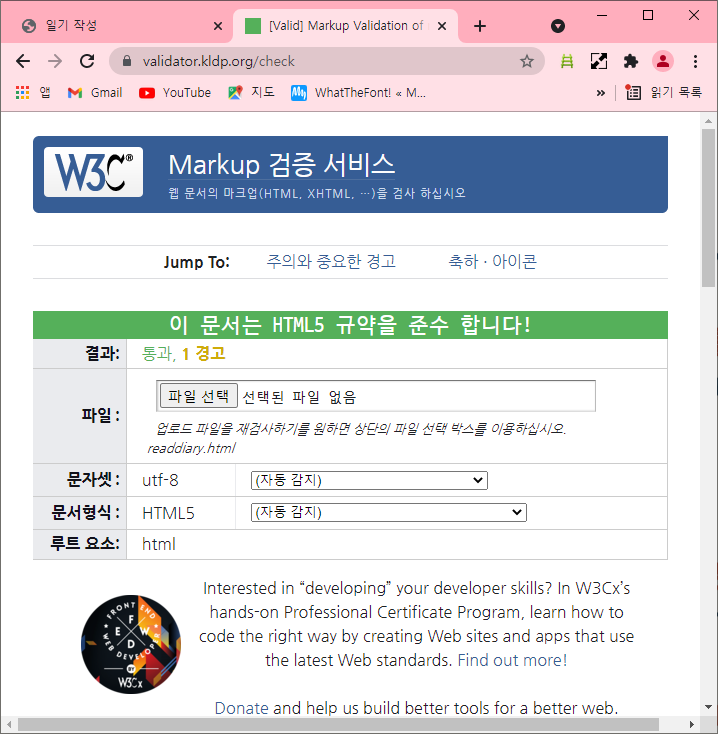 일기 작성
[Valid] Markup Validation of
validator.kldp.org/check
앱 Gmail YouTube 지도 WhatTheFont! « M... » 읽기 목록
W3C® Markup 검증 서비스
웹 문서의 마크업(HTML, XHTML, …)을 검사 하십시오
Jump To: 주의와 중요한 경고 축하 · 아이콘
이 문서는 HTML5 규약을 준수 합니다!
결과: 통과, 1 경고
파일 : 파일 선택 선택된 파일 없음
업로드 파일을 재검사하기를 원하면 상단의 파일 선택 박스를 이용하십시오.
readdiary.html
문자셋 : utf-8 (자동 감지)
문서형식 : HTML5 (자동 감지)
루트 요소: html
FRONT END
WEB DEVELOPER
F
E W
D
BY
W3Cx
Interested in “developing” your developer skills? In W3Cx’s
hands-on Professional Certificate Program, learn how to
code the right way by creating Web sites and apps that use
the latest Web standards. Find out more!
Donate and help us build better tools for a better web.